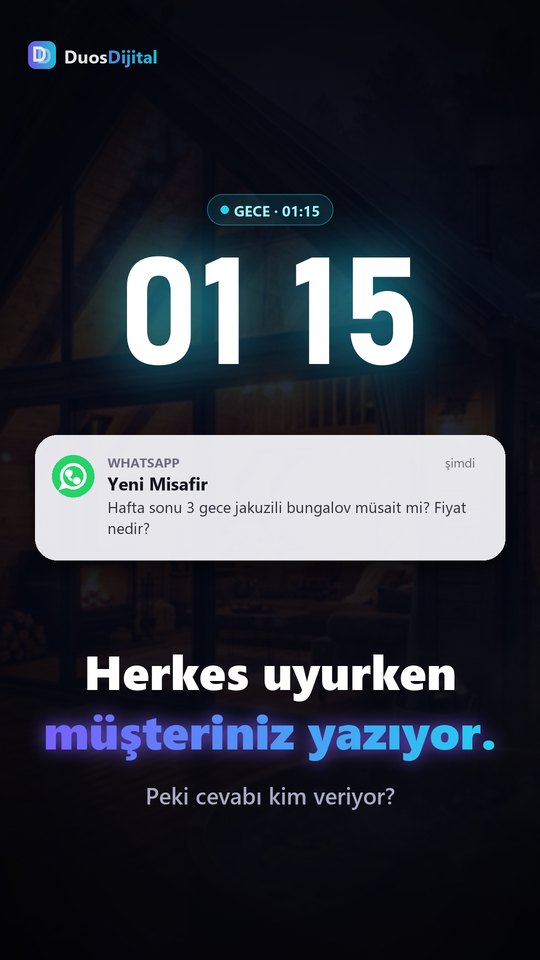 DuosDijital
GECE · 01:15
01 15
WHATSAPP
şimdi
Yeni Misafir
Hafta sonu 3 gece jakuzili bungalov müsait mi? Fiyat
nedir?
Herkes uyurken
müşteriniz yazıyor.
Peki cevabı kim veriyor?